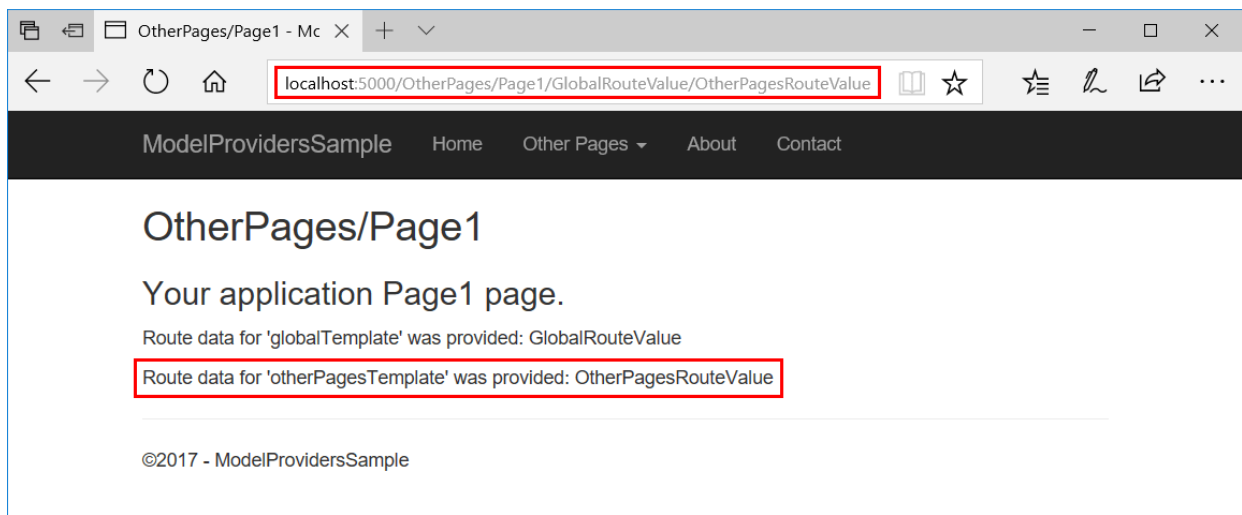 OtherPages/Page1 - Mc
localhost:5000/OtherPages/Page1/GlobalRouteValue/OtherPagesRouteValue
ModelProvidersSample Home Other Pages About Contact
OtherPages/Page1
Your application Page1 page.
Route data for 'globalTemplate' was provided: GlobalRouteValue
Route data for 'otherPagesTemplate' was provided: OtherPagesRouteValue
©2017 - ModelProvidersSample